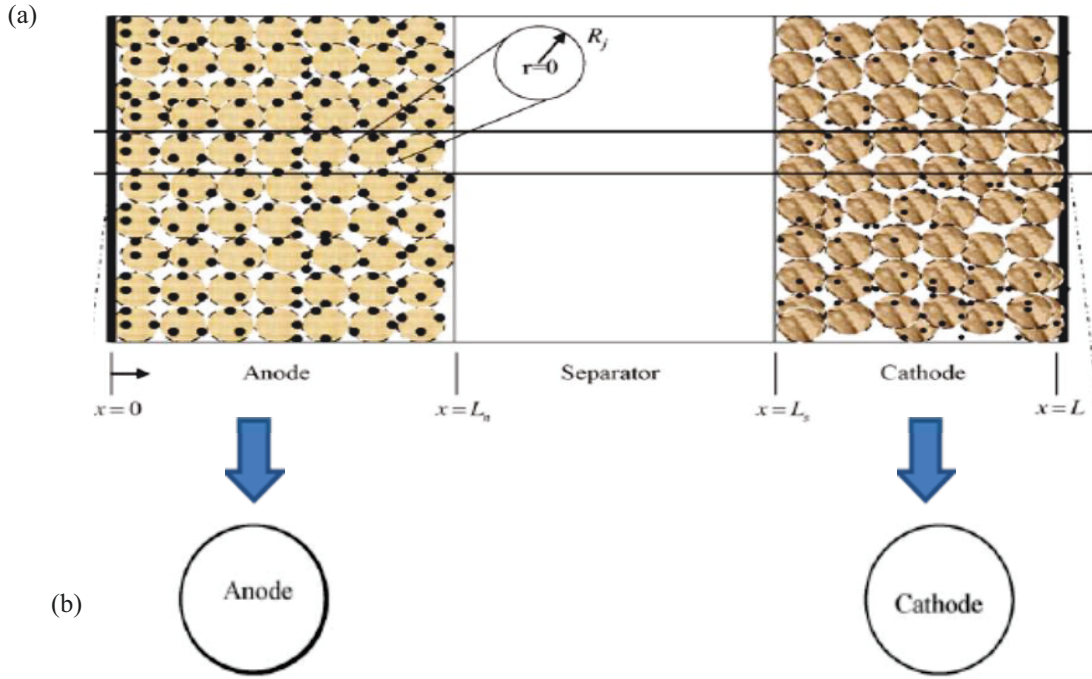 (a)
R_j
r=0
Anode Separator Cathode
x = 0 x = L_n x = L_s x = L
Anode
Cathode
(b)